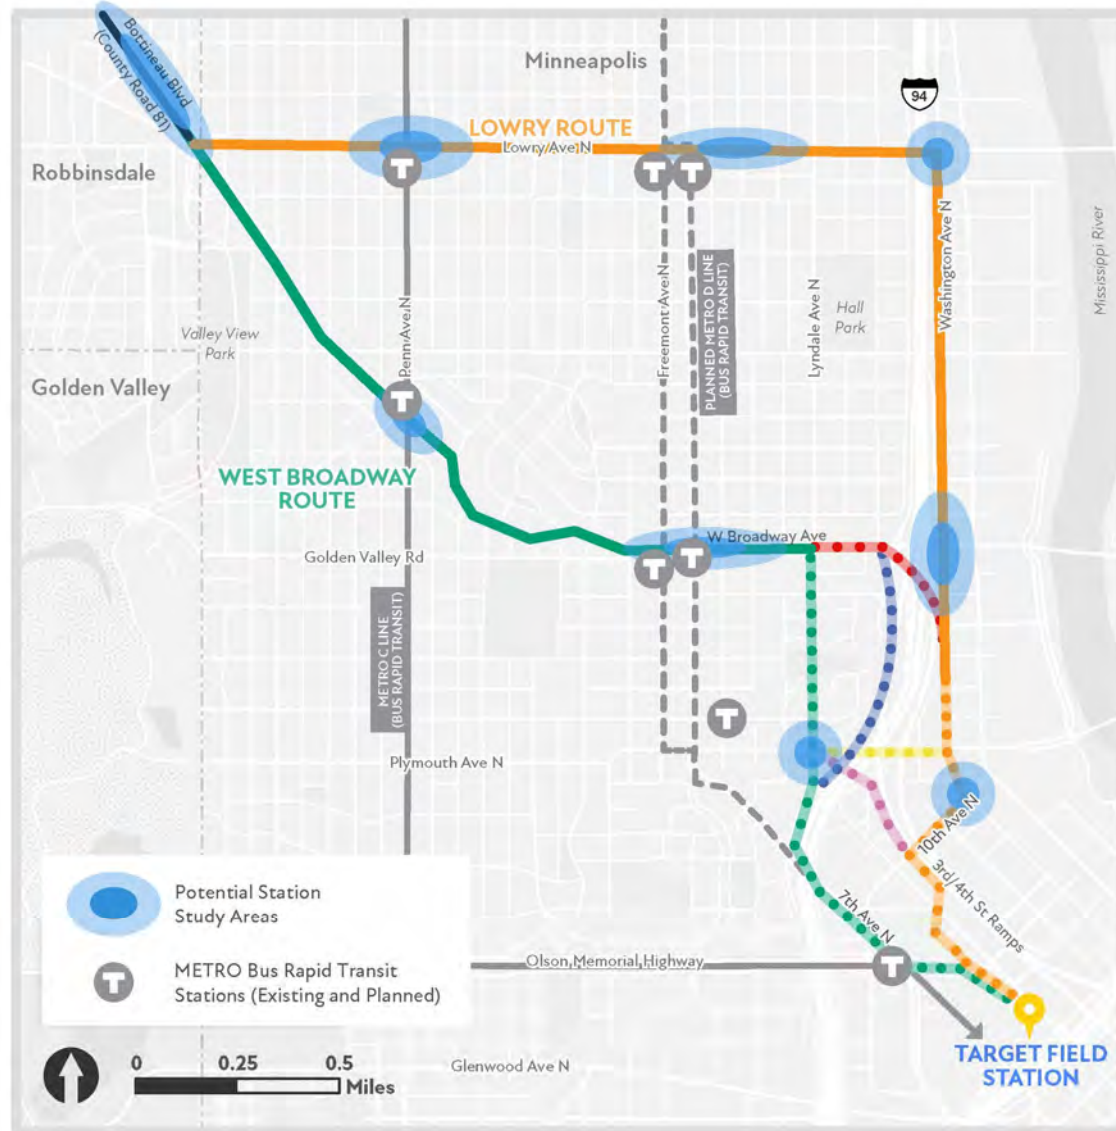 Bottineau Blvd
(County Road 81)
Minneapolis
94
LOWRY ROUTE
Lowry Ave N
Robbinsdale
T
T
T
Washington Ave N
Mississippi River
Penn Ave N
Freemont Ave N
PLANNED METRO D LINE
(BUS RAPID TRANSIT)
Lyndale Ave N
Hall
Park
Valley View
Park
Golden Valley
T
WEST BROADWAY
ROUTE
W Broadway Ave
Golden Valley Rd
T
T
METRO C LINE
(BUS RAPID TRANSIT)
T
Plymouth Ave N
10th Ave N
3rd/4th St Ramps
7th Ave N
Potential Station
Study Areas
T
METRO Bus Rapid Transit
Stations (Existing and Planned)
Olson Memorial Highway
T
TARGET FIELD
STATION
0 0.25 0.5
Miles
Glenwood Ave N